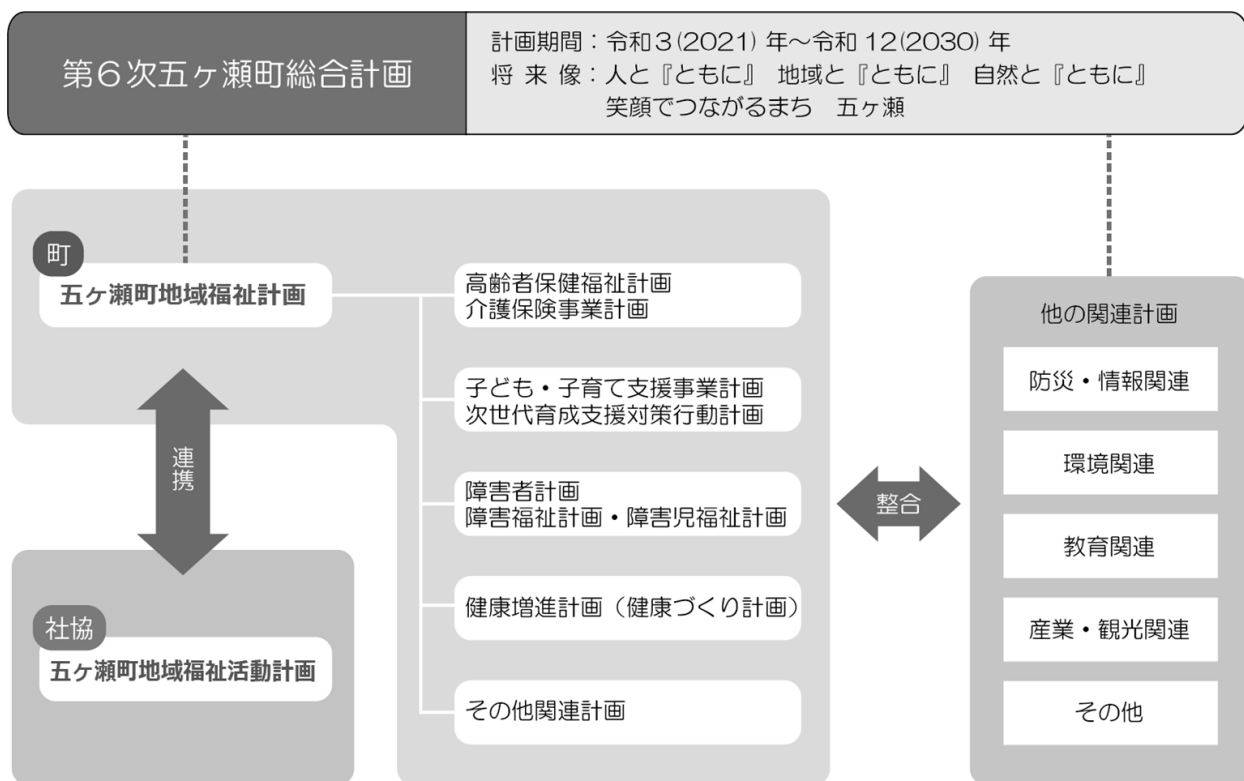 第6次五ヶ瀬町総合計画
計画期間：令和3(2021)年～令和12(2030)年
将来像：人と『ともに』 地域と『ともに』 自然と『ともに』
笑顔でつながるまち 五ヶ瀬
町
五ヶ瀬町地域福祉計画
連携
社協
五ヶ瀬町地域福祉活動計画
高齢者保健福祉計画
介護保険事業計画
子ども・子育て支援事業計画
次世代育成支援対策行動計画
障害者計画
障害福祉計画・障害児福祉計画
健康増進計画（健康づくり計画）
その他関連計画
整合
他の関連計画
防災・情報関連
環境関連
教育関連
産業・観光関連
その他